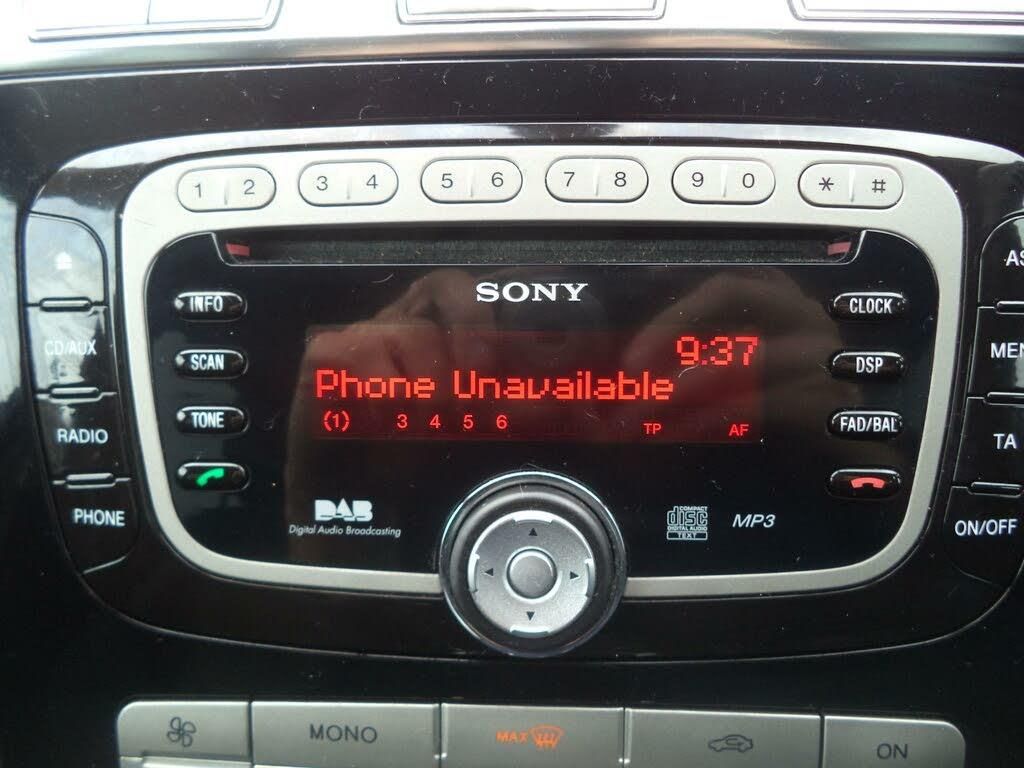 1 2 3 4 5 6 7 8 9 0 * #
SONY
INFO
CLOCK
9:37
CD/AUX
SCAN
DSP
Phone Unavailable
(1) 3 4 5 6 TP AF
TONE
FAD/BAL
RADIO
TA
PHONE
DAB
Digital Audio Broadcasting
COMPACT
disc
DIGITAL AUDIO
TEXT
MP3
ON/OFF
MONO
MAX
ON